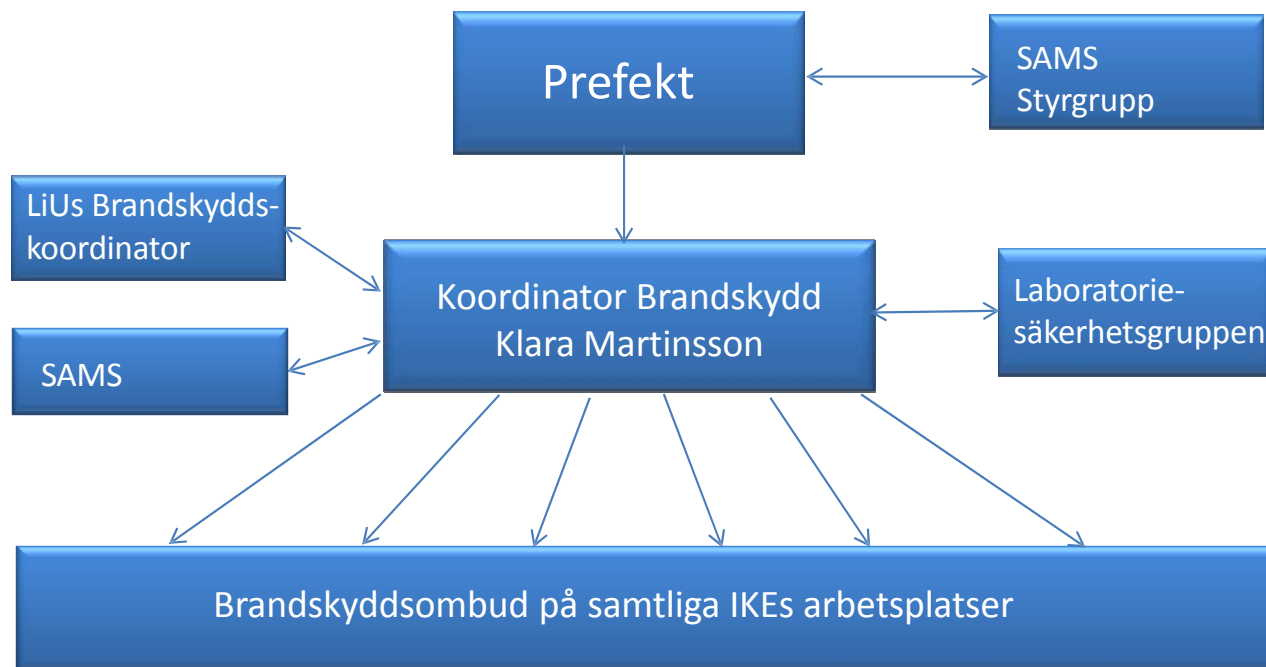 Prefekt
SAMS
Styrgrupp
LiUs Brandskydds-
koordinator
Koordinator Brandskydd
Klara Martinsson
Laboratorie-
säkerhetsgruppen
SAMS
Brandskyddsombud på samtliga IKEs arbetsplatser